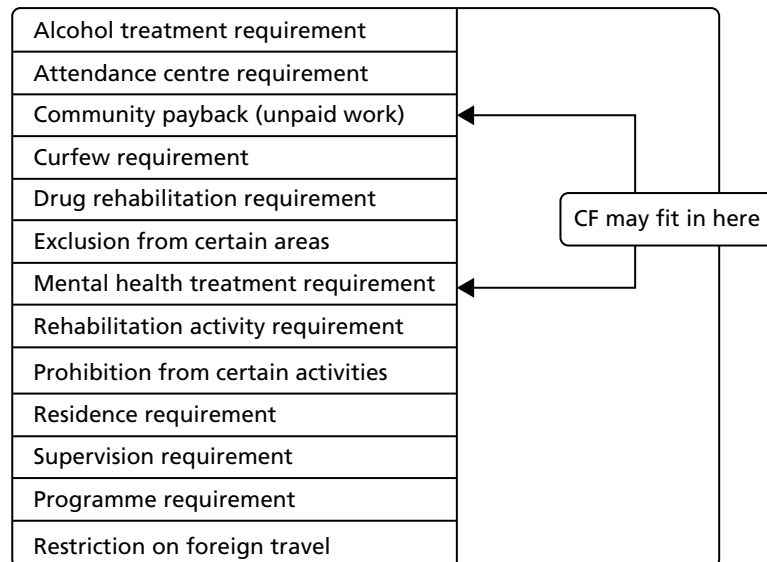 Alcohol treatment requirement
Attendance centre requirement
Community payback (unpaid work)
Curfew requirement
Drug rehabilitation requirement
Exclusion from certain areas
Mental health treatment requirement
Rehabilitation activity requirement
Prohibition from certain activities
Residence requirement
Supervision requirement
Programme requirement
Restriction on foreign travel
CF may fit in here